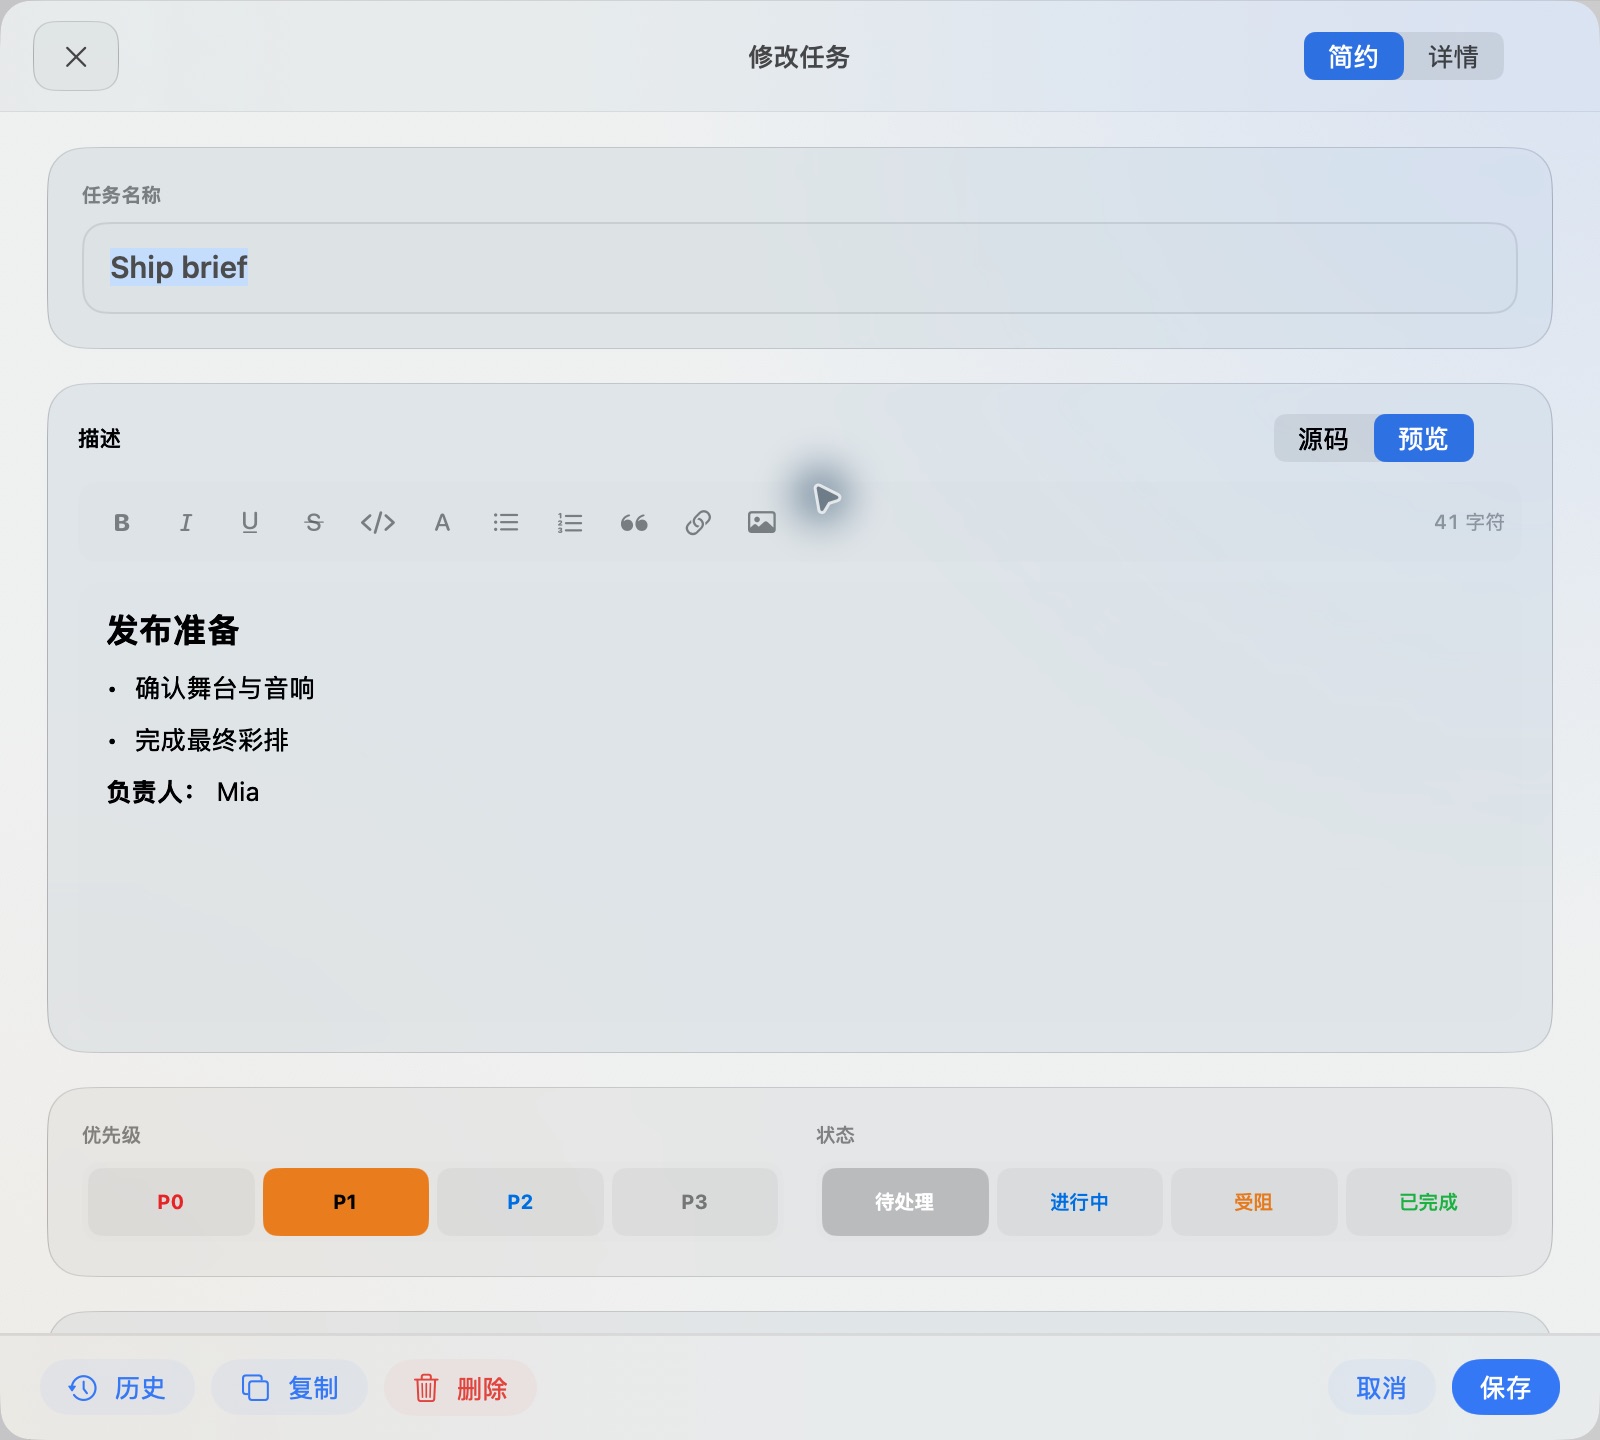 修改任务
简约 详情
任务名称
Ship brief
描述
源码 预览
B I U S </> A 41 字符
发布准备
• 确认舞台与音响
• 完成最终彩排
负责人： Mia
优先级 状态
P0 P1 P2 P3 待处理 进行中 受阻 已完成
历史 复制 删除 取消 保存